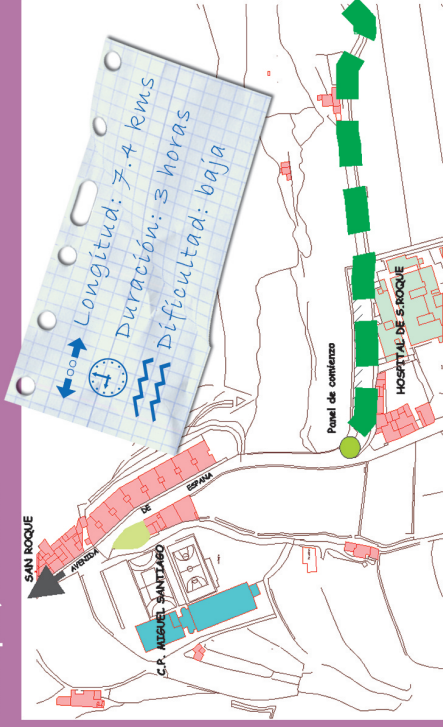 Longitud: 7.4 kms
Duración: 3 horas
Dificultad: baja
SAN ROQUE
AVENIDA
DE
ESPAÑA
C.P. MIGUEL SANTIAGO
Panel de comienzo
HOSPITAL DE S.ROQUE